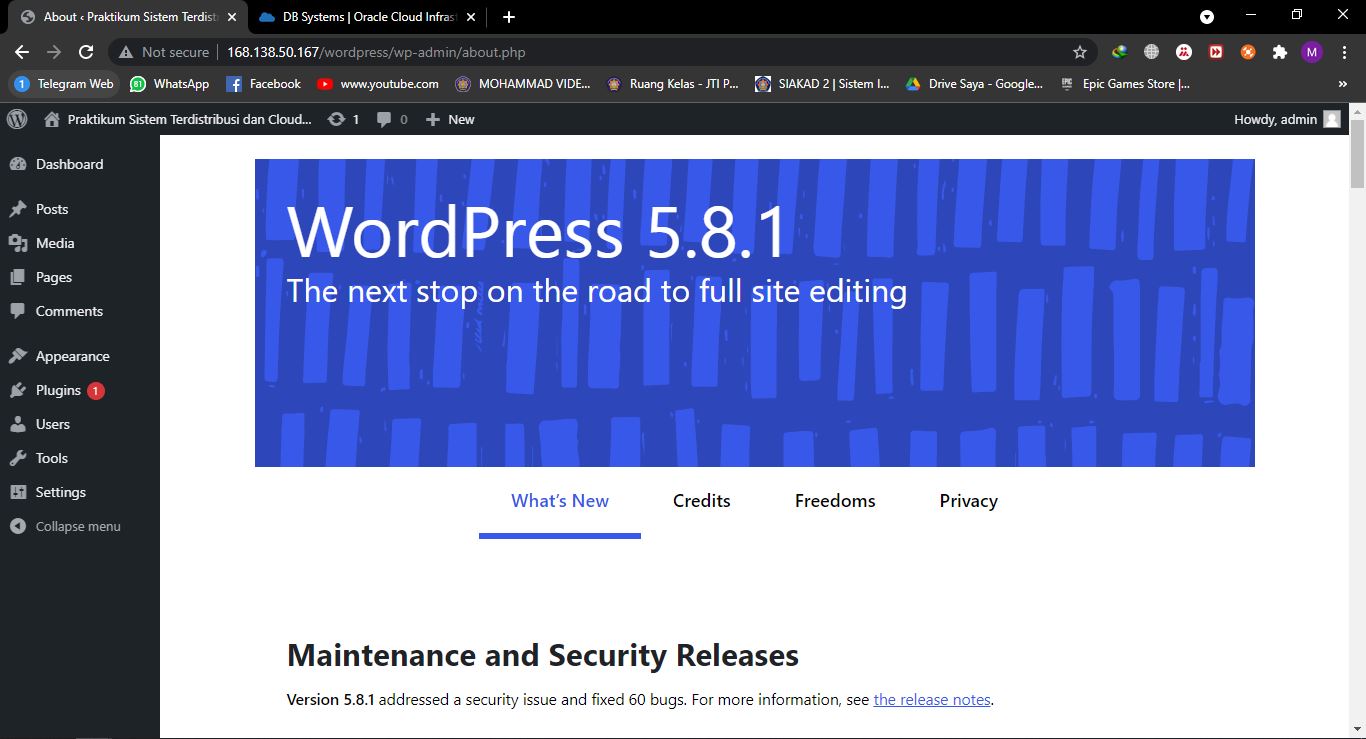 About ‹ Praktikum Sistem Terdist
DB Systems | Oracle Cloud Infras
Not secure
168.138.50.167/wordpress/wp-admin/about.php
M
1 Telegram Web
81 WhatsApp
Facebook
www.youtube.com
MOHAMMAD VIDE...
Ruang Kelas - JTI P...
SIAKAD 2 | Sistem I...
Drive Saya - Google...
EPIC Epic Games Store |...
»
Praktikum Sistem Terdistribusi dan Cloud...
1
0
New
Howdy, admin
Dashboard
Posts
Media
Pages
Comments
Appearance
Plugins 1
Users
Tools
Settings
Collapse menu
WordPress 5.8.1
The next stop on the road to full site editing
What’s New
Credits
Freedoms
Privacy
Maintenance and Security Releases
Version 5.8.1 addressed a security issue and fixed 60 bugs. For more information, see the release notes.